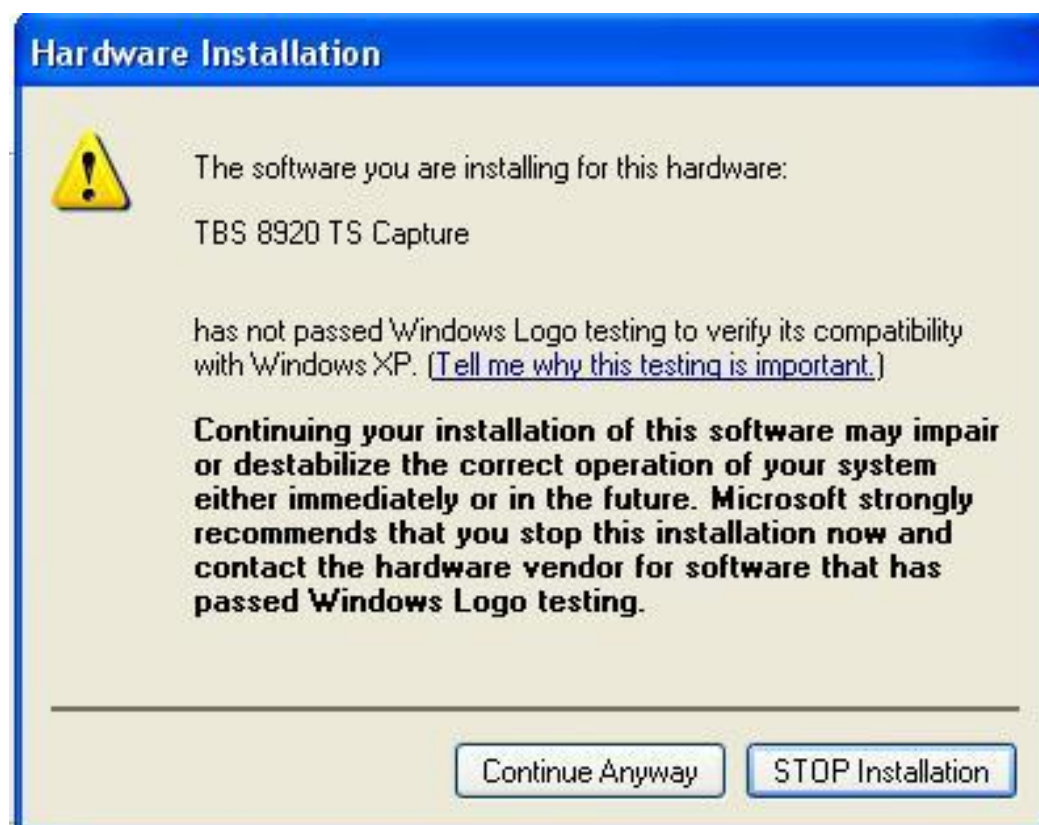 Hardware Installation
The software you are installing for this hardware:
TBS 8920 TS Capture
has not passed Windows Logo testing to verify its compatibility
with Windows XP. (Tell me why this testing is important.)
Continuing your installation of this software may impair
or destabilize the correct operation of your system
either immediately or in the future. Microsoft strongly
recommends that you stop this installation now and
contact the hardware vendor for software that has
passed Windows Logo testing.
Continue Anyway STOP Installation